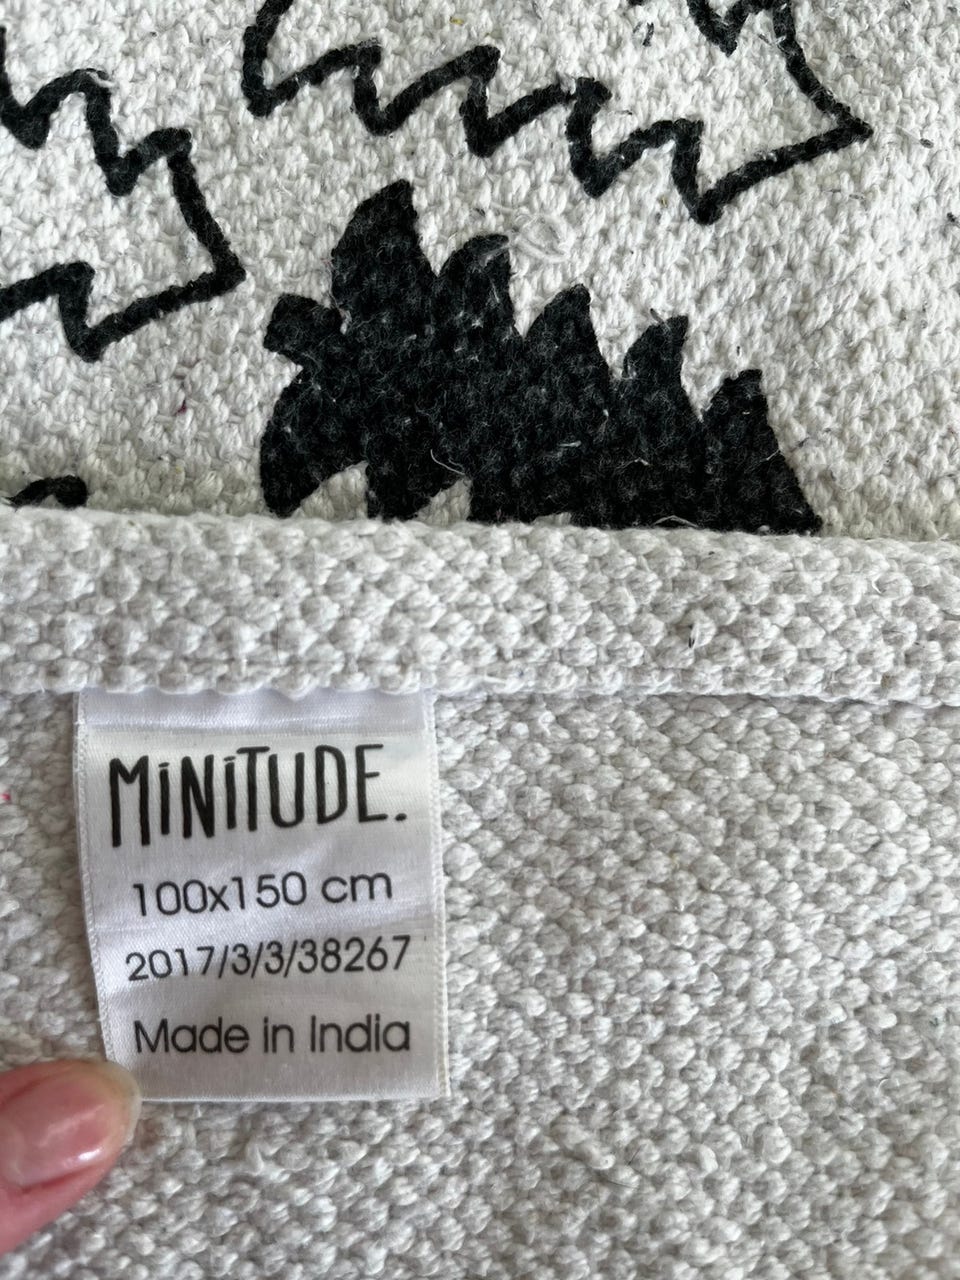 MiNiTUDE.
100x150 cm
2017/3/3/38267
Made in India